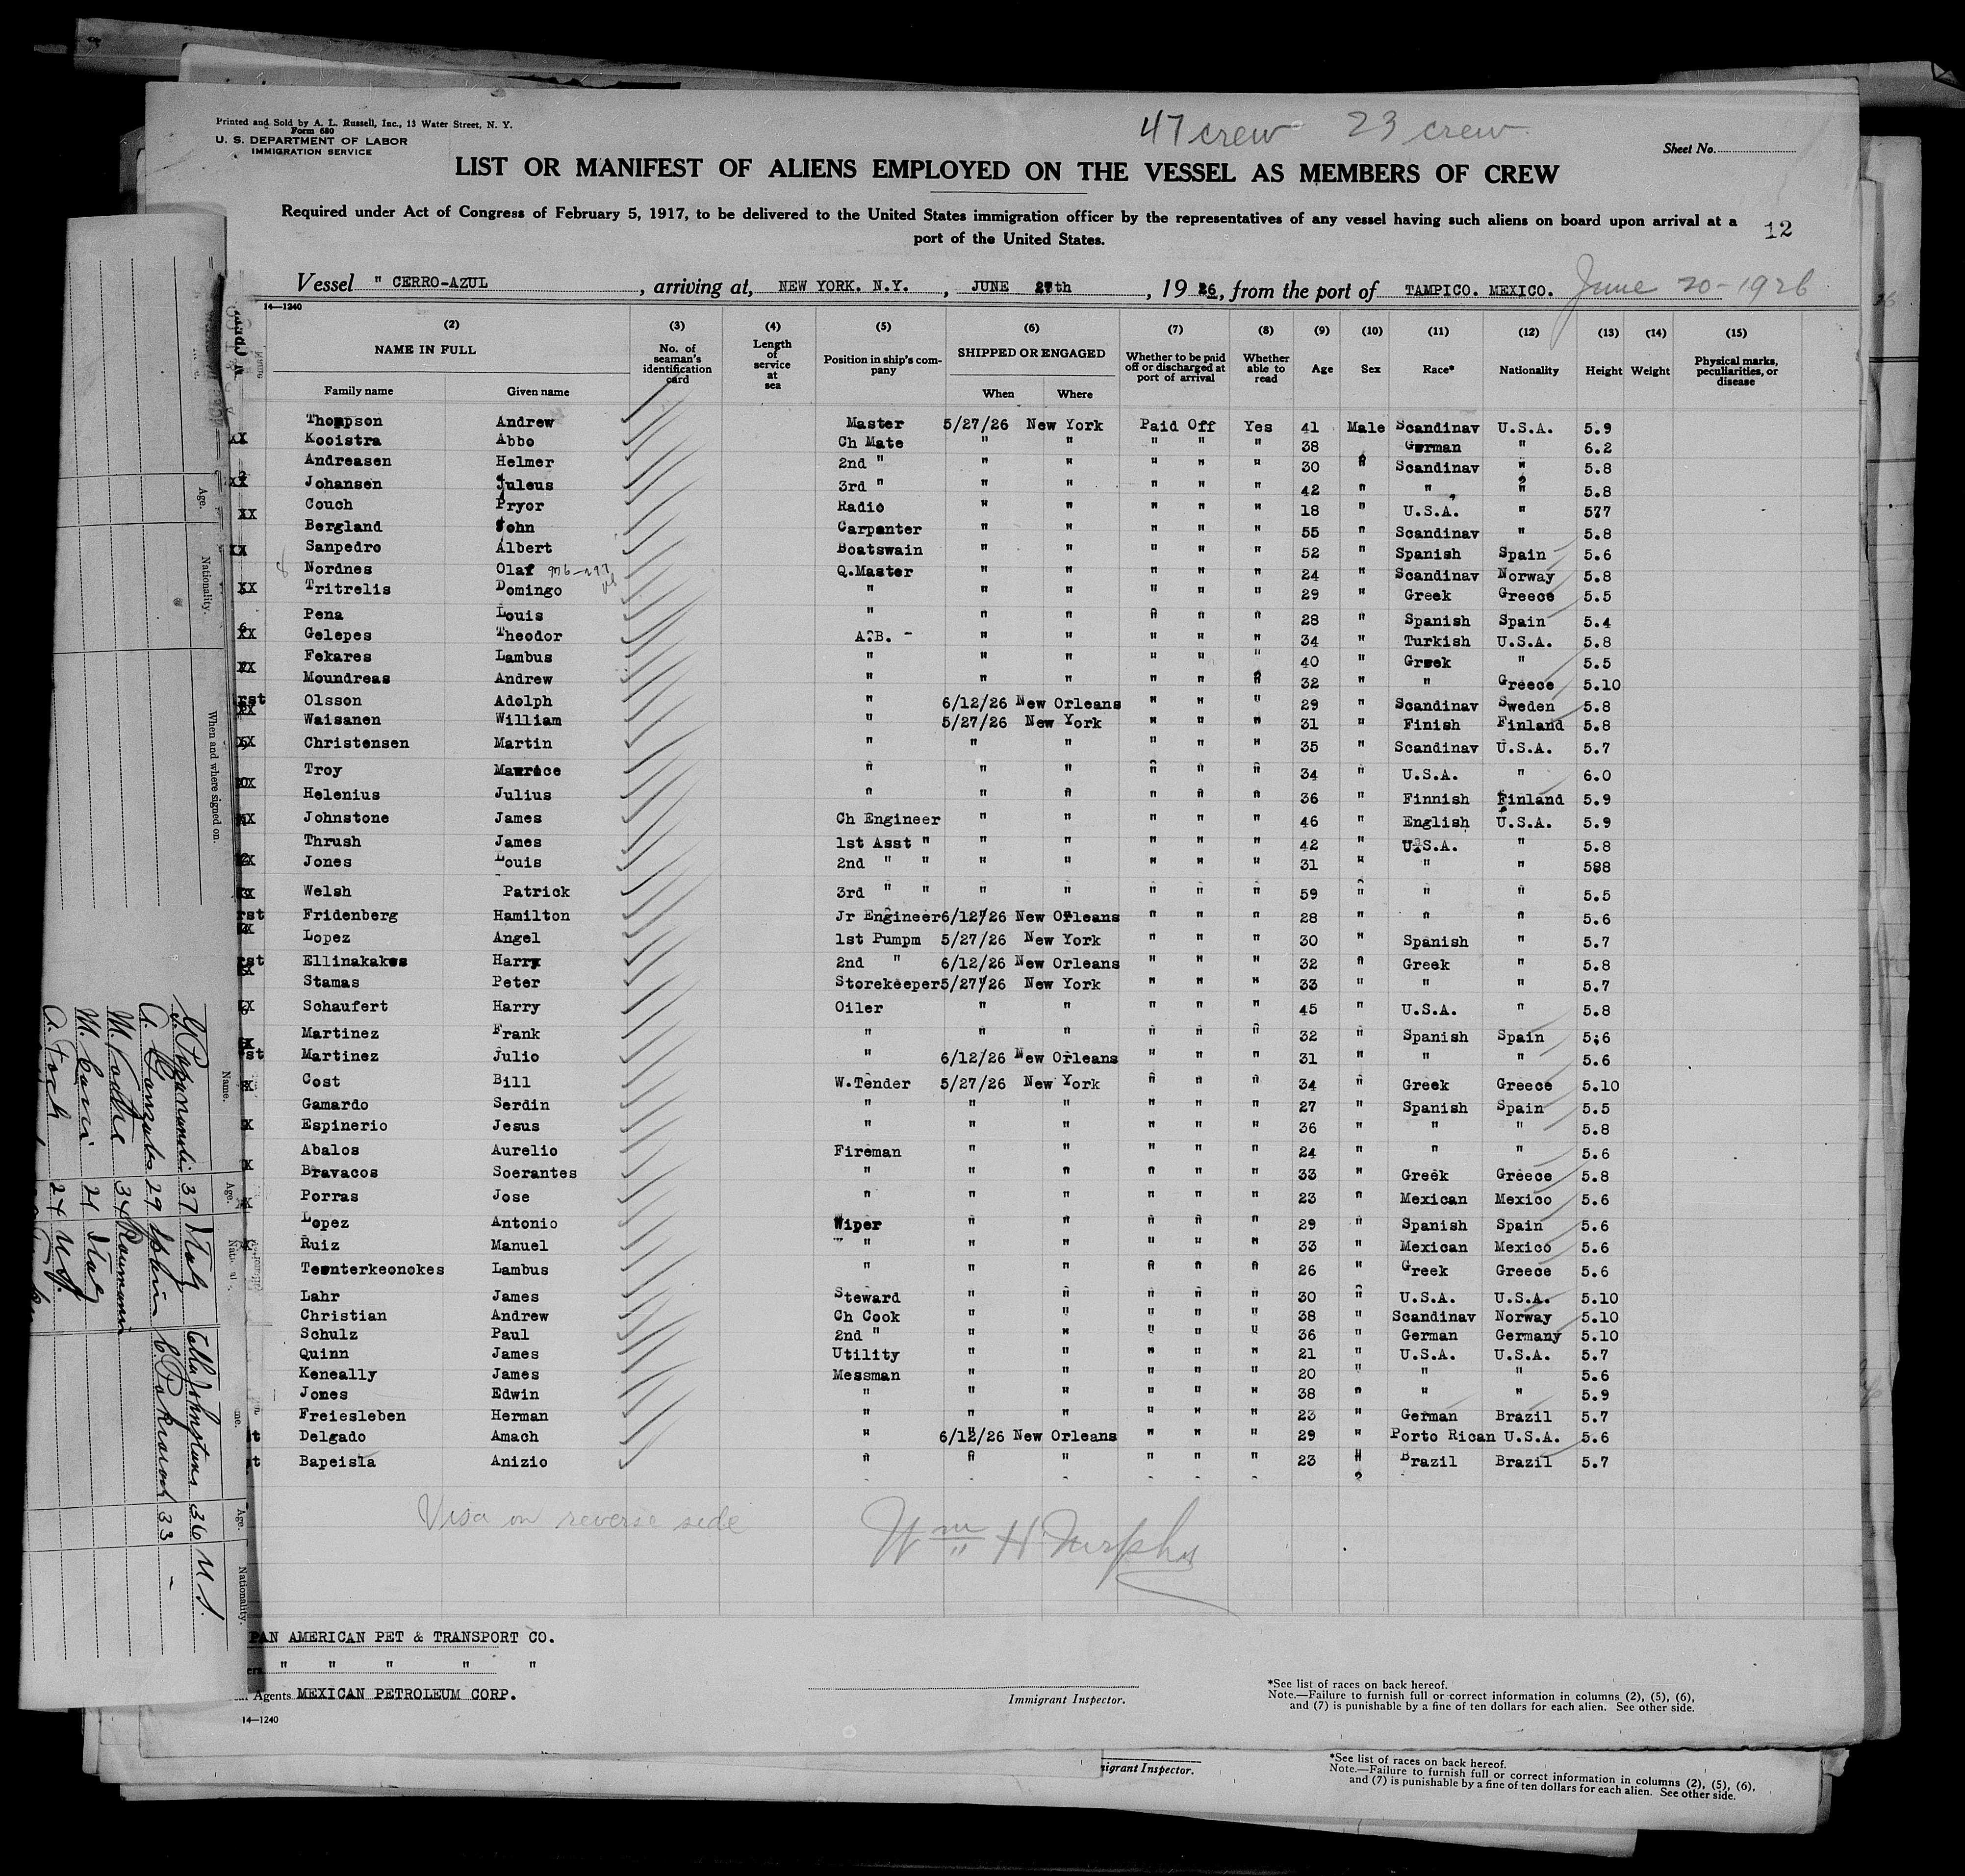 47 crew 23 crew
Printed and Sold by A. L. Russell, Inc., 13 Water Street, N. Y.
Form 680
U. S. DEPARTMENT OF LABOR
IMMIGRATION SERVICE
Sheet No.
LIST OR MANIFEST OF ALIENS EMPLOYED ON THE VESSEL AS MEMBERS OF CREW
Required under Act of Congress of February 5, 1917, to be delivered to the United States immigration officer by the representatives of any vessel having such aliens on board upon arrival at a
port of the United States.
12
Vessel " CERRO-AZUL , arriving at, NEW YORK. N.Y. , JUNE 27th , 19 26, from the port of TAMPICO. MEXICO. June 20-1926
14—1240
(2) (3) (4) (5) (6) (7) (8) (9) (10) (11) (12) (13) (14) (15)
NAME IN FULL No. of seaman's identification card Length of service at sea Position in ship's company SHIPPED OR ENGAGED Whether to be paid off or discharged at port of arrival Whether able to read Age Sex Race* Nationality Height Weight Physical marks, peculiarities, or disease
Family name Given name When Where
Thompson Andrew Master 5/27/26 New York Paid Off Yes 41 Male Scandinav U.S.A. 5.9
Kooistra Abbo Ch Mate " " " " " 38 German " 6.2
Andreasen Helmer 2nd " " " " " " 30 " Scandinav " 5.8
Johansen Juleus 3rd " " " " " " 42 " " " 5.8
Couch Pryor Radio " " " " " 18 " U.S.A. " 577
Bergland John Carpenter " " " " " 55 " Scandinav " 5.8
Sanpedro Albert Boatswain " " " " " 52 " Spanish Spain 5.6
Nordnes Olaf Q.Master " " " " " 24 " Scandinav Norway 5.8
Tritrelis Domingo " " " " " " 29 " Greek Greece 5.5
Pena Louis " " " " " " 28 " Spanish Spain 5.4
Gelepes Theodor A.B. " " " " " 34 " Turkish U.S.A. 5.8
Fekares Lambus " " " " " " 40 " Greek " 5.5
Moundreas Andrew " " " " " " 32 " " Greece 5.10
Olsson Adolph " 6/12/26 New Orleans " " " 29 " Scandinav Sweden 5.8
Waisanen William " 5/27/26 New York " " " 31 " Finish Finland 5.8
Christensen Martin " " " " " " 35 " Scandinav U.S.A. 5.7
Troy Maurice " " " " " " 34 " U.S.A. " 6.0
Helenius Julius " " " " " " 36 " Finnish Finland 5.9
Johnstone James Ch Engineer " " " " " 46 " English U.S.A. 5.9
Thrush James 1st Asst " " " " " " 42 " U.S.A. " 5.8
Jones Louis 2nd " " " " " " " 31 " " " 588
Welsh Patrick 3rd " " " " " " " 59 " " " 5.5
Fridenberg Hamilton Jr Engineer 6/12/26 New Orleans " " " 28 " " " 5.6
Lopez Angel 1st Pumpm 5/27/26 New York " " " 30 " Spanish " 5.7
Ellinakakes Harry 2nd " 6/12/26 New Orleans " " " 32 " Greek " 5.8
Stamas Peter Storekeeper 5/27/26 New York " " " 33 " " " 5.7
Schaufert Harry Oiler " " " " " 45 " U.S.A. " 5.8
Martinez Frank " " " " " " 32 " Spanish Spain 5;6
Martinez Julio " 6/12/26 New Orleans " " " 31 " " " 5.6
Cost Bill W.Tender 5/27/26 New York " " " 34 " Greek Greece 5.10
Gamardo Serdin " " " " " " 27 " Spanish Spain 5.5
Espinerio Jesus " " " " " " 36 " " " 5.8
Abalos Aurelio Fireman " " " " " 24 " " " 5.6
Bravacos Soerantes " " " " " " 33 " Greek Greece 5.8
Porras Jose " " " " " " 23 " Mexican Mexico 5.6
Lopez Antonio Wiper " " " " " 29 " Spanish Spain 5.6
Ruiz Manuel " " " " " " 33 " Mexican Mexico 5.6
Tsenterkeonokes Lambus " " " " " " 26 " Greek Greece 5.6
Lahr James Steward " " " " " 30 " U.S.A. U.S.A. 5.10
Christian Andrew Ch Cook " " " " " 38 " Scandinav Norway 5.10
Schulz Paul 2nd " " " " " " 36 " German Germany 5.10
Quinn James Utility " " " " " 21 " U.S.A. U.S.A. 5.7
Keneally James Messman " " " " " 20 " " " 5.6
Jones Edwin " " " " " " 38 " " " 5.9
Freiesleben Herman " " " " " " 23 " German Brazil 5.7
Delgado Amach " 6/12/26 New Orleans " " " 29 " Porto Rican U.S.A. 5.6
Bapeisla Anizio " " " " " " 23 " Brazil Brazil 5.7
Visa on reverse side
Wm H Murphy
PAN AMERICAN PET & TRANSPORT CO.
" " " " "
Agents MEXICAN PETROLEUM CORP.
Immigrant Inspector.
*See list of races on back hereof.
Note.—Failure to furnish full or correct information in columns (2), (5), (6),
and (7) is punishable by a fine of ten dollars for each alien. See other side.
14—1240
Immigrant Inspector.
*See list of races on back hereof.
Note.—Failure to furnish full or correct information in columns (2), (5), (6),
and (7) is punishable by a fine of ten dollars for each alien. See other side.
Age.
Nationality.
When and where signed on.
Name.
Age.
37 Italy
29
34 Roumania
21 Italy
24 U.S.
36 U S.
33
Age.
Nationality.